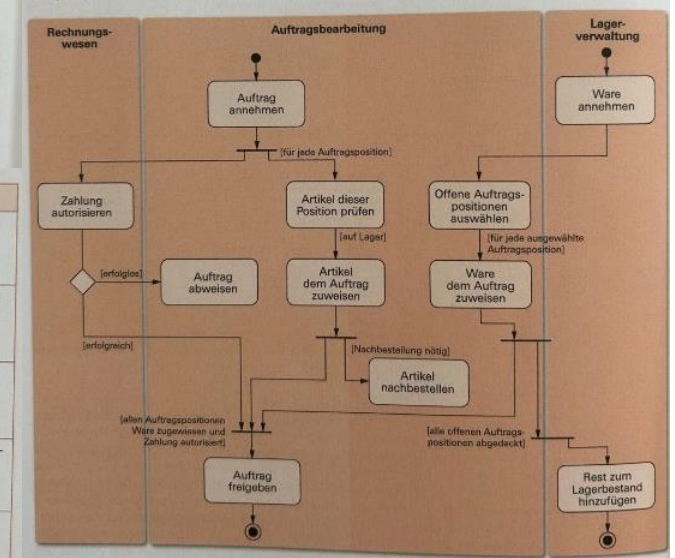 Rechnungs-
wesen
Auftragsbearbeitung
Lager-
verwaltung
Auftrag
annehmen
Ware
annehmen
[für jede Auftragsposition]
Zahlung
autorisieren
Artikel dieser
Position prüfen
Offene Auftrags-
positionen
auswählen
[auf Lager]
[für jede ausgewählte
Auftragsposition]
[erfolglos]
Auftrag
abweisen
Artikel
dem Auftrag
zuweisen
Ware
dem Auftrag
zuweisen
[erfolgreich]
[Nachbestellung nötig]
Artikel
nachbestellen
[allen Auftragspositionen
Ware zugewissen und
Zahlung autorisiert]
[alle offenen Auftrags-
positionen abgedeckt]
Auftrag
freigeben
Rest zum
Lagerbestand
hinzufügen